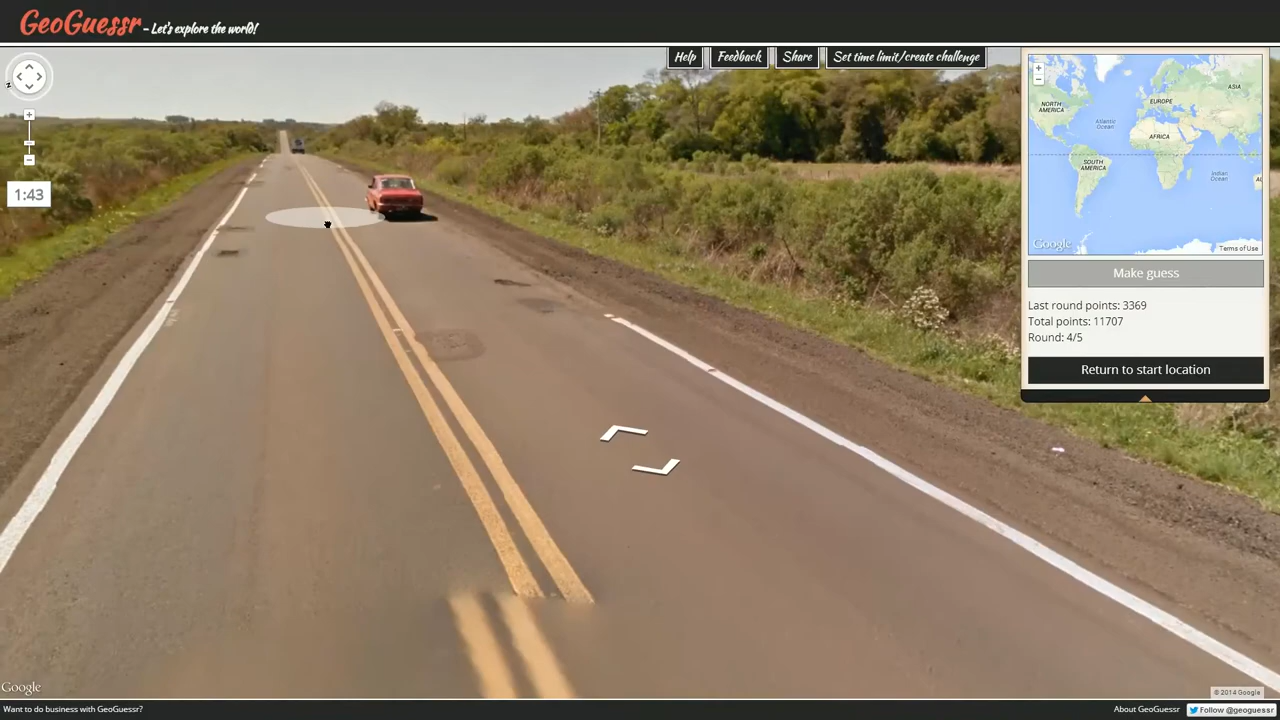 GeoGuessr - Let's explore the world!
Help
Feedback
Share
Set time limit/create challenge
1:43
NORTH AMERICA
Atlantic Ocean
EUROPE
ASIA
AFRICA
SOUTH AMERICA
Indian Ocean
Google
Terms of Use
Make guess
Last round points: 3369
Total points: 11707
Round: 4/5
Return to start location
Google
© 2014 Google
Want to do business with GeoGuessr?
About GeoGuessr
Follow @geoguessr